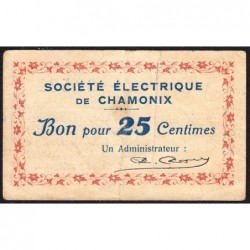 SOCIÉTÉ ÉLECTRIQUE
DE CHAMONIX
Bon pour 25 Centimes
Un Administrateur :